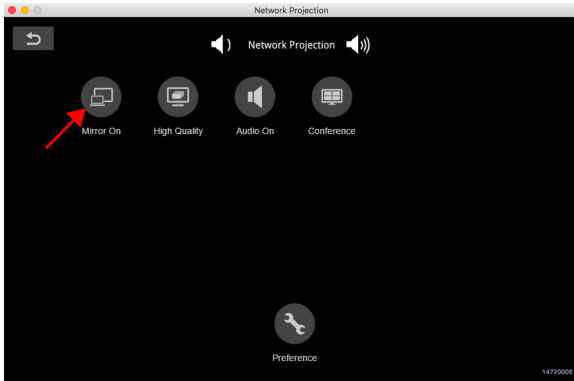 Network Projection
Network Projection
Mirror On
High Quality
Audio On
Conference
Preference
14720005